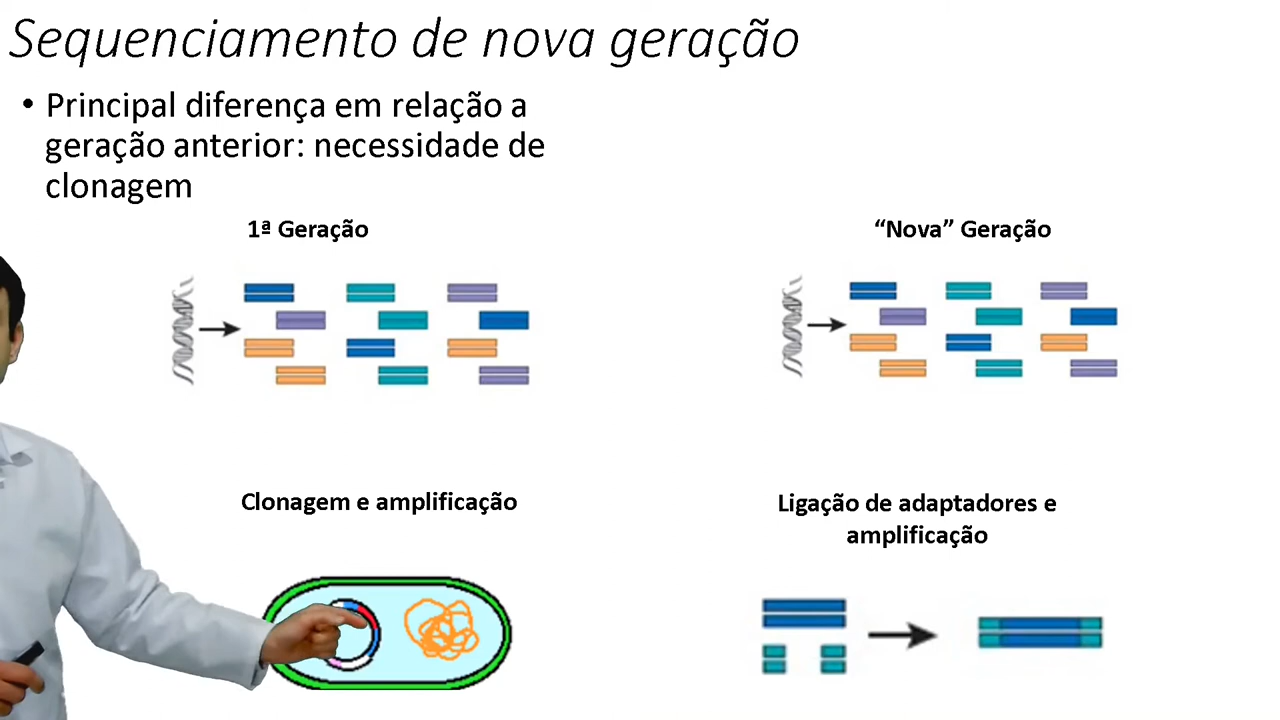 Sequenciamento de nova geração
• Principal diferença em relação a
geração anterior: necessidade de
clonagem
1ª Geração
“Nova” Geração
Clonagem e amplificação
Ligação de adaptadores e
amplificação